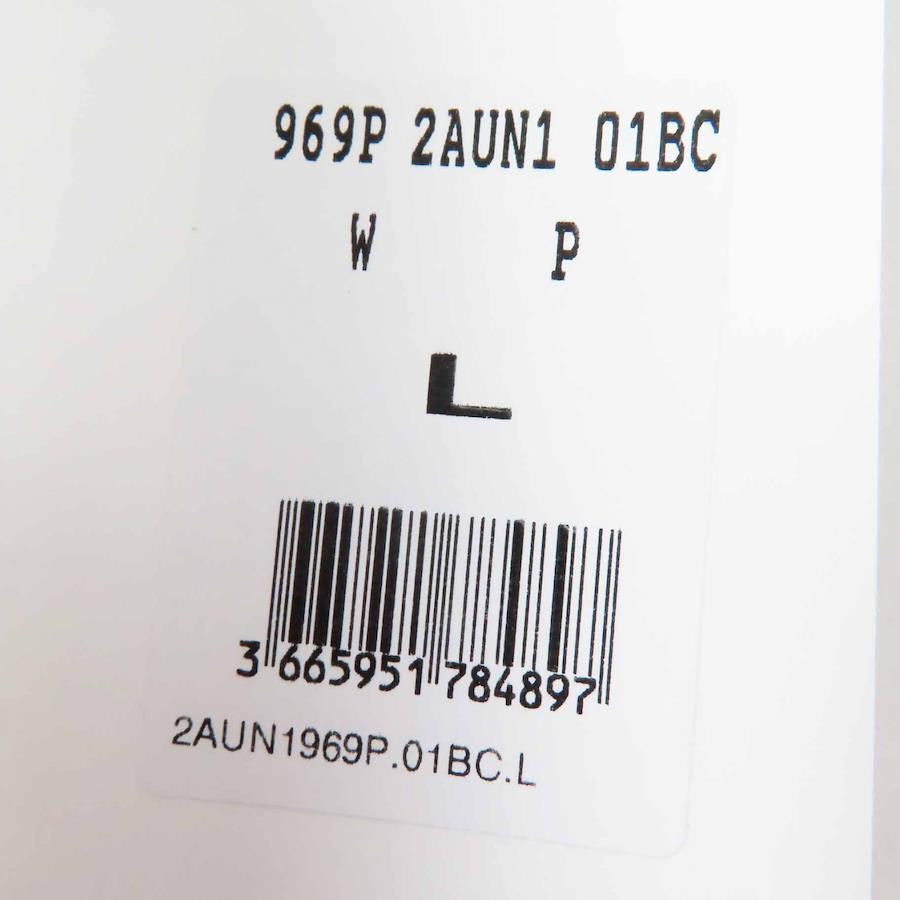 969P 2AUN1 01BC
W P
L
3 665951 784897
2AUN1969P.01BC.L